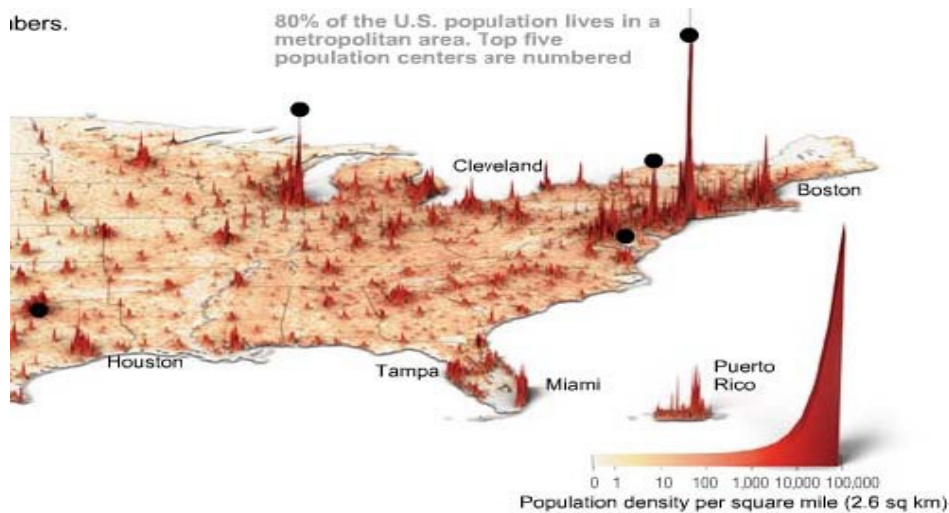 bers.
80% of the U.S. population lives in a
metropolitan area. Top five
population centers are numbered
Cleveland
Boston
Houston
Tampa
Miami
Puerto
Rico
0 1 10 100 1,000 10,000 100,000
Population density per square mile (2.6 sq km)